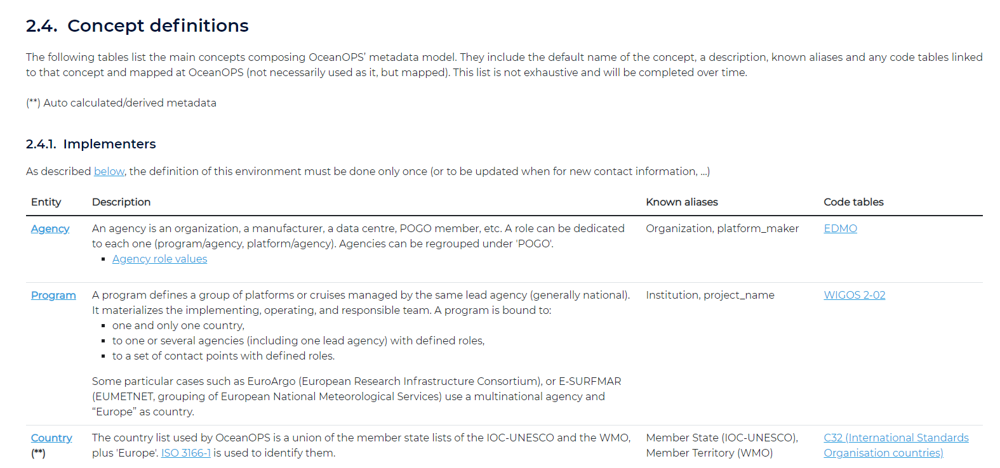 2.4. Concept definitions
The following tables list the main concepts composing OceanOPS’ metadata model. They include the default name of the concept, a description, known aliases and any code tables linked
to that concept and mapped at OceanOPS (not necessarily used as it, but mapped). This list is not exhaustive and will be completed over time.
(**) Auto calculated/derived metadata
2.4.1. Implementers
As described below, the definition of this environment must be done only once (or to be updated when for new contact information, ...)
Entity Description Known aliases Code tables
Agency An agency is an organization, a manufacturer, a data centre, POGO member, etc. A role can be dedicated Organization, platform_maker EDMO
to each one (program/agency, platform/agency). Agencies can be regrouped under 'POGO'.
▪ Agency role values
Program A program defines a group of platforms or cruises managed by the same lead agency (generally national). Institution, project_name WIGOS 2-02
It materializes the implementing, operating, and responsible team. A program is bound to:
▪ one and only one country,
▪ to one or several agencies (including one lead agency) with defined roles,
▪ to a set of contact points with defined roles.
Some particular cases such as EuroArgo (European Research Infrastructure Consortium), or E-SURFMAR
(EUMETNET, grouping of European National Meteorological Services) use a multinational agency and
“Europe” as country.
Country The country list used by OceanOPS is a union of the member state lists of the IOC-UNESCO and the WMO, Member State (IOC-UNESCO), C32 (International Standards
(**) plus 'Europe'. ISO 3166-1 is used to identify them. Member Territory (WMO) Organisation countries)